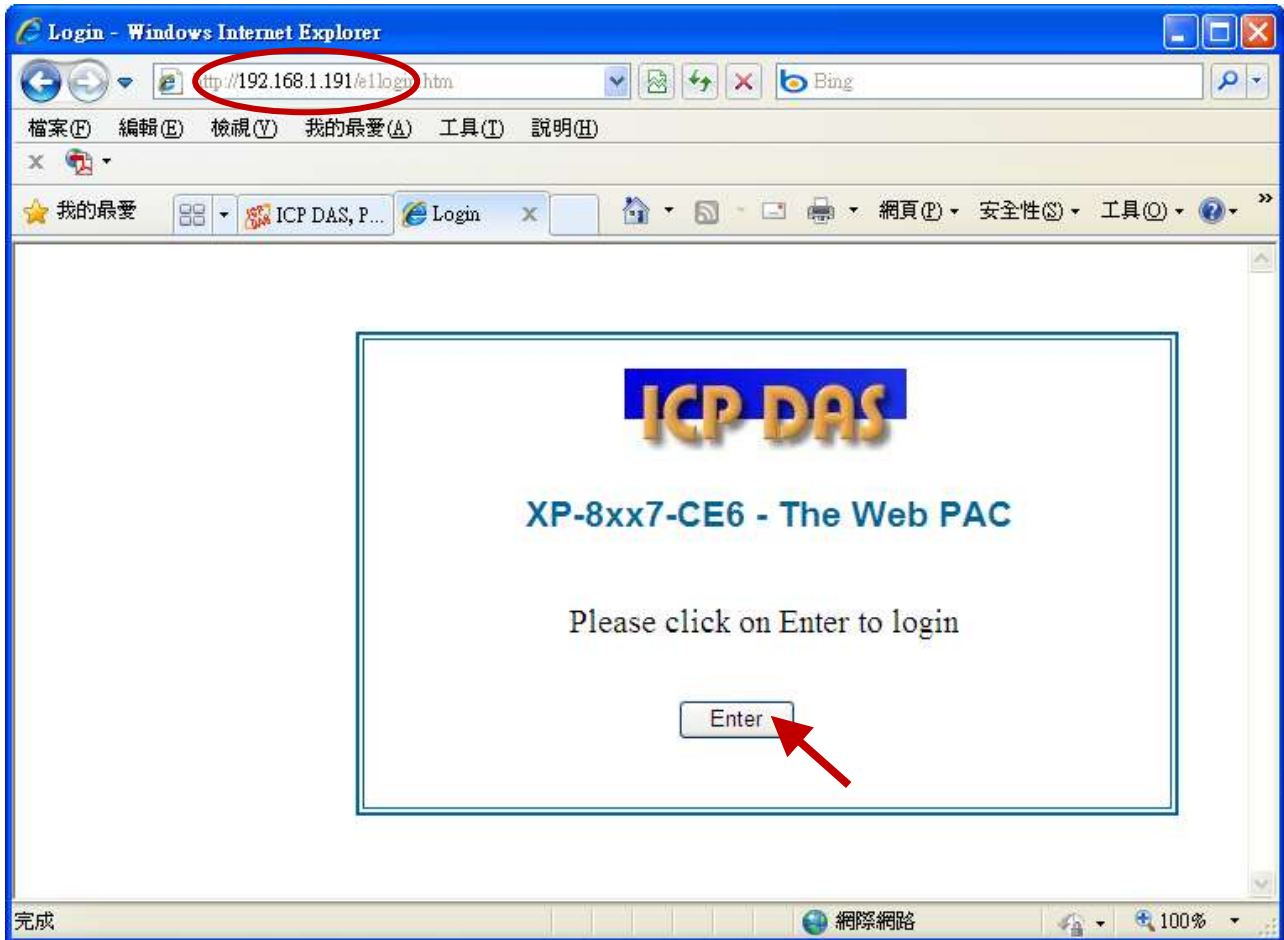 Login - Windows Internet Explorer
http://192.168.1.191/e1login.htm
Bing
檔案(F) 編輯(E) 檢視(V) 我的最愛(A) 工具(T) 說明(H)
我的最愛
ICP DAS, P...
Login
網頁(P)
安全性(S)
工具(O)
ICP DAS
XP-8xx7-CE6 - The Web PAC
Please click on Enter to login
Enter
完成
網際網路
100%